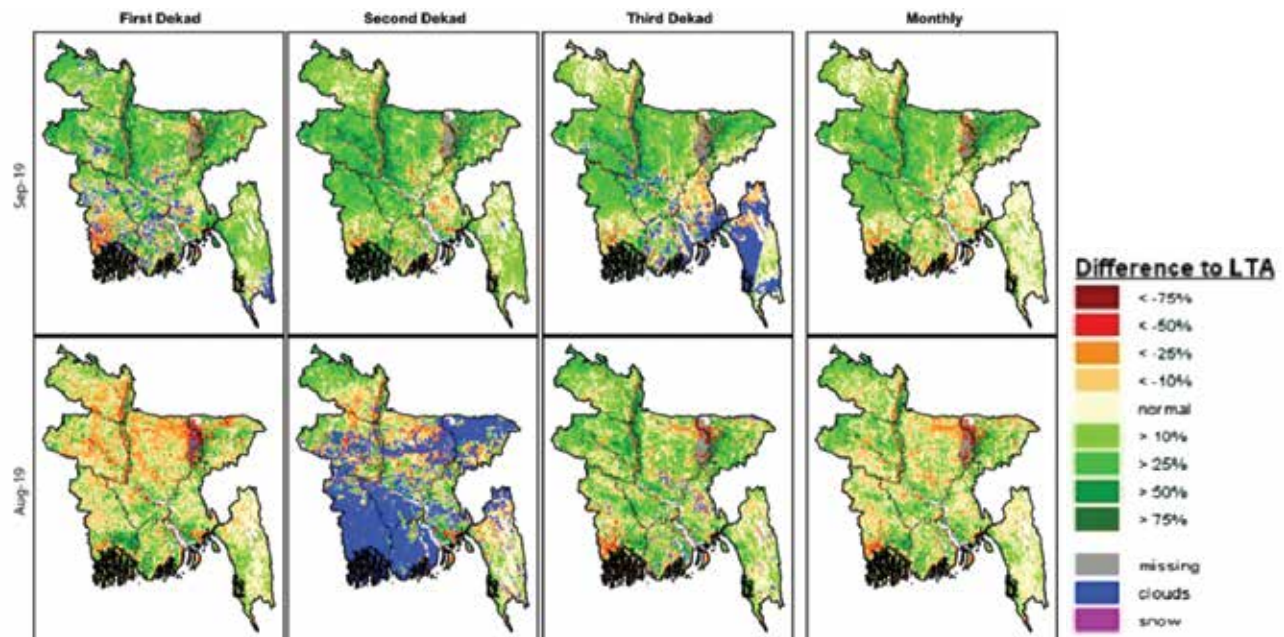 First Dekad
Second Dekad
Third Dekad
Monthly
Sep-19
Aug-19
Difference to LTA
< -75%
< -50%
< -25%
< -10%
normal
> 10%
> 25%
> 50%
> 75%
missing
clouds
snow